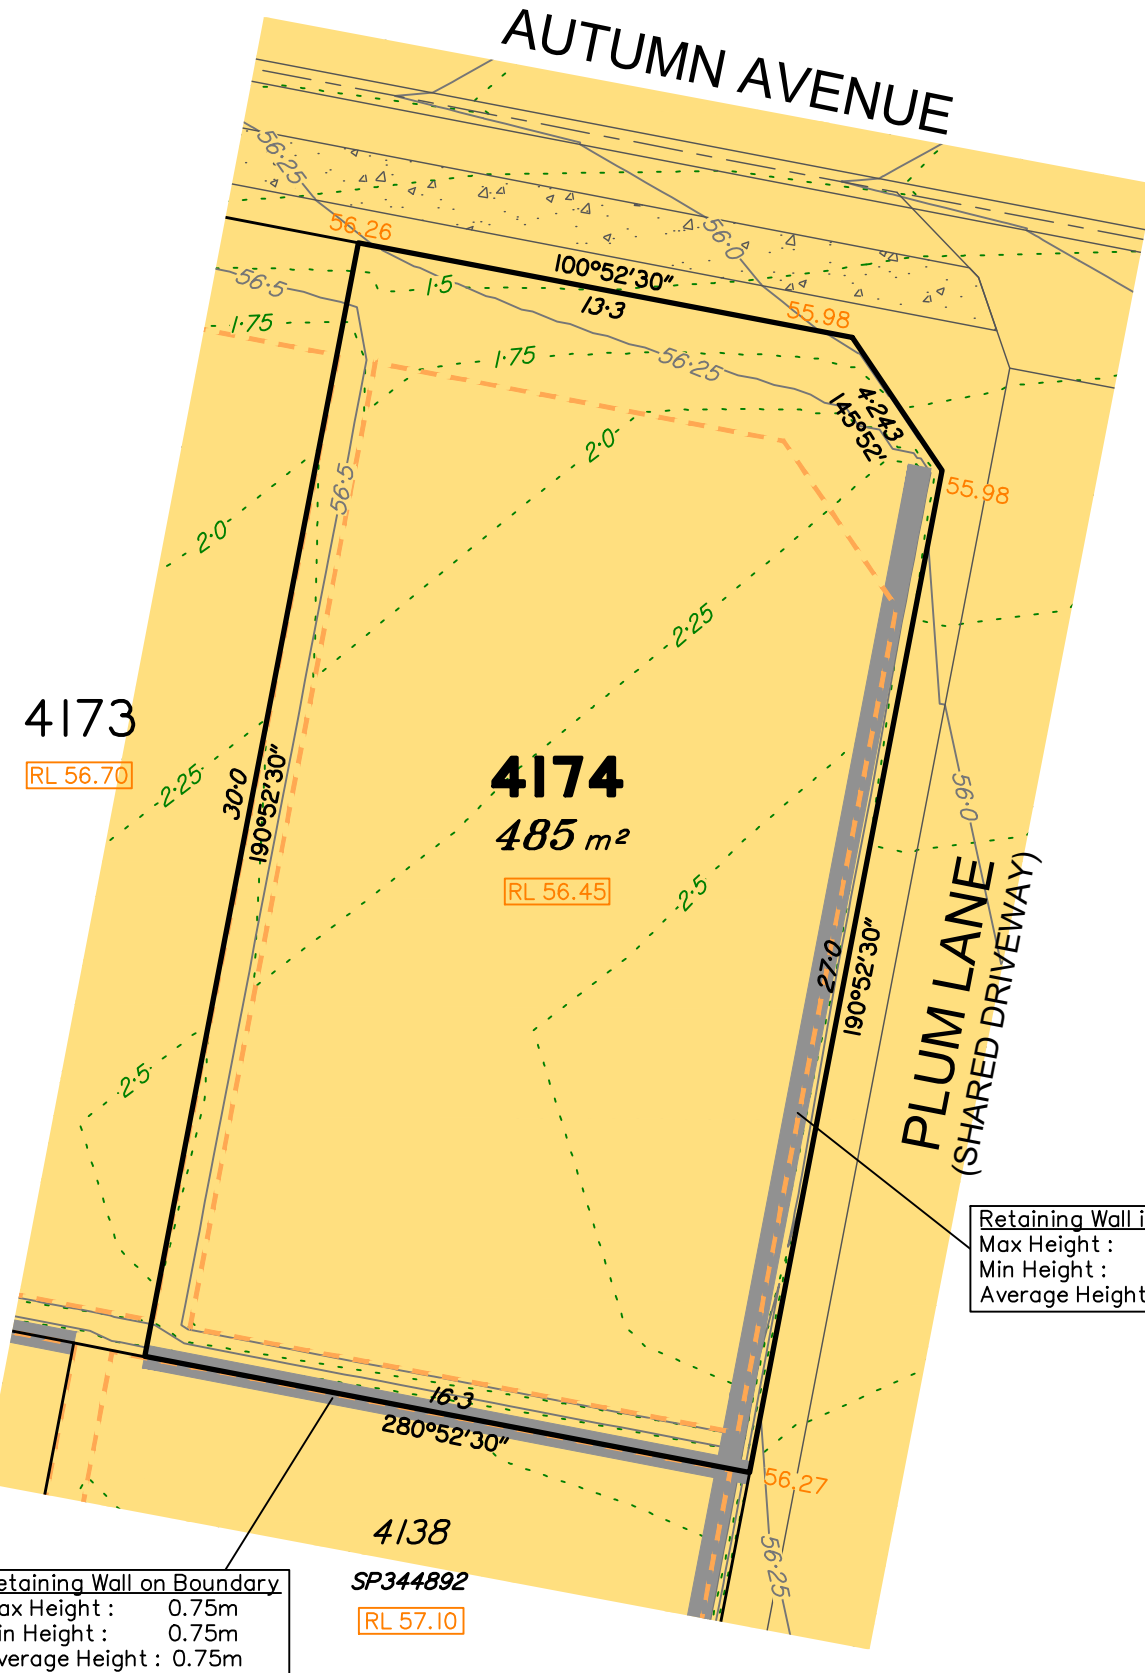 AUTUMN AVENUE
56·25
56.26
56·0
100°52'30"
13·3
55.98
56·5
1·5
1·75
1·75
56·25
4·243
145°52'
2·0
56·5
55.98
2·0
2·25
4173
RL 56.70
2·25
30·0
190°52'30"
4174
485 m²
RL 56.45
2·5
56·0
27·0
190°52'30"
PLUM LANE
(SHARED DRIVEWAY)
2·5
Retaining Wall i
Max Height :
Min Height :
Average Height
16·3
280°52'30"
56.27
4138
SP344892
RL 57.10
56·25
etaining Wall on Boundary
ax Height : 0.75m
in Height : 0.75m
verage Height : 0.75m